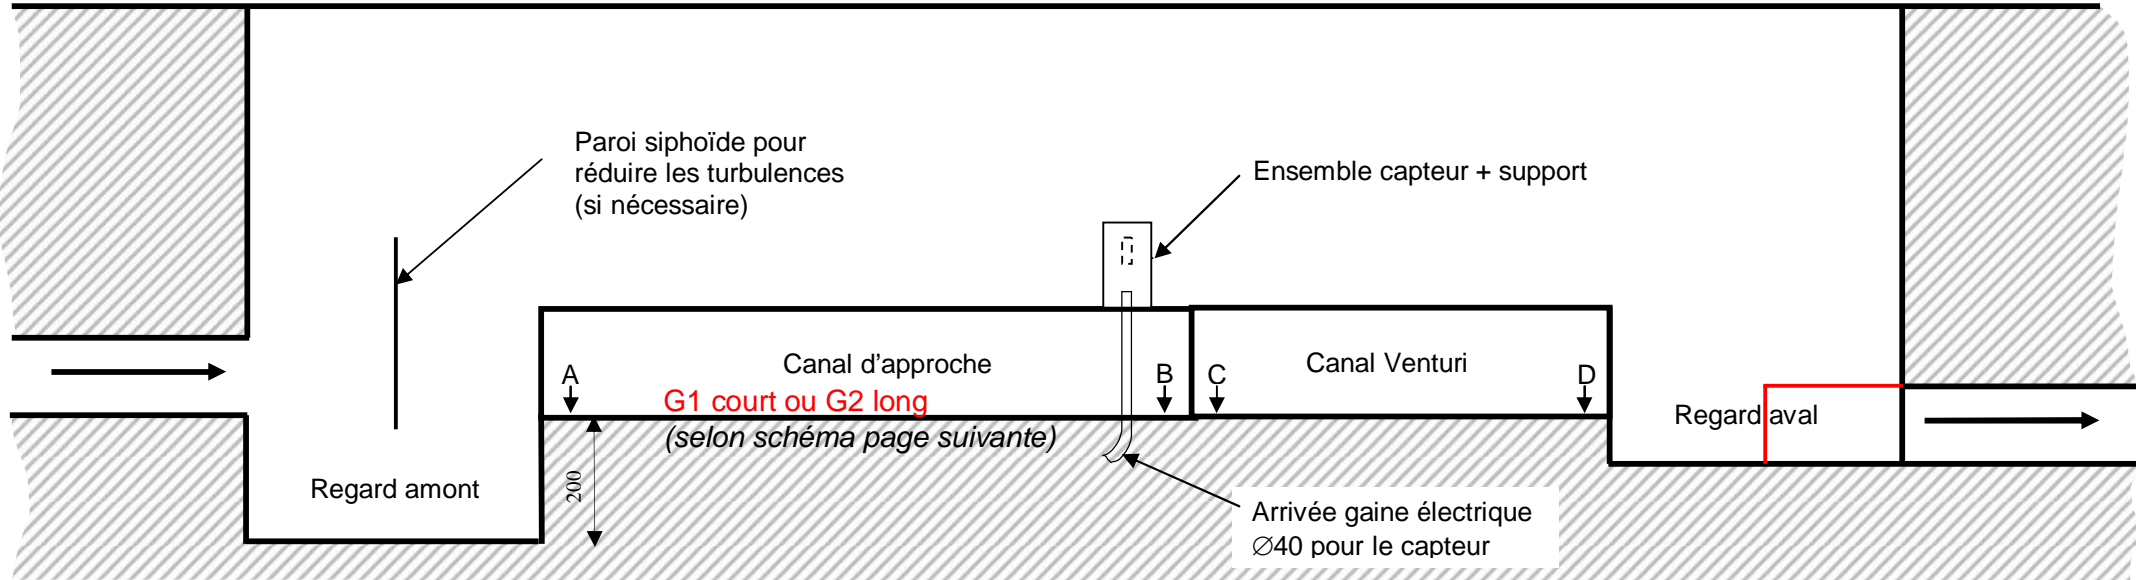 Paroi siphoïde pour
réduire les turbulences
(si nécessaire)
Ensemble capteur + support
Canal d'approche
Canal Venturi
A
B
C
D
G1 court ou G2 long
(selon schéma page suivante)
Regard aval
Regard amont
200
Arrivée gaine électrique
∅40 pour le capteur